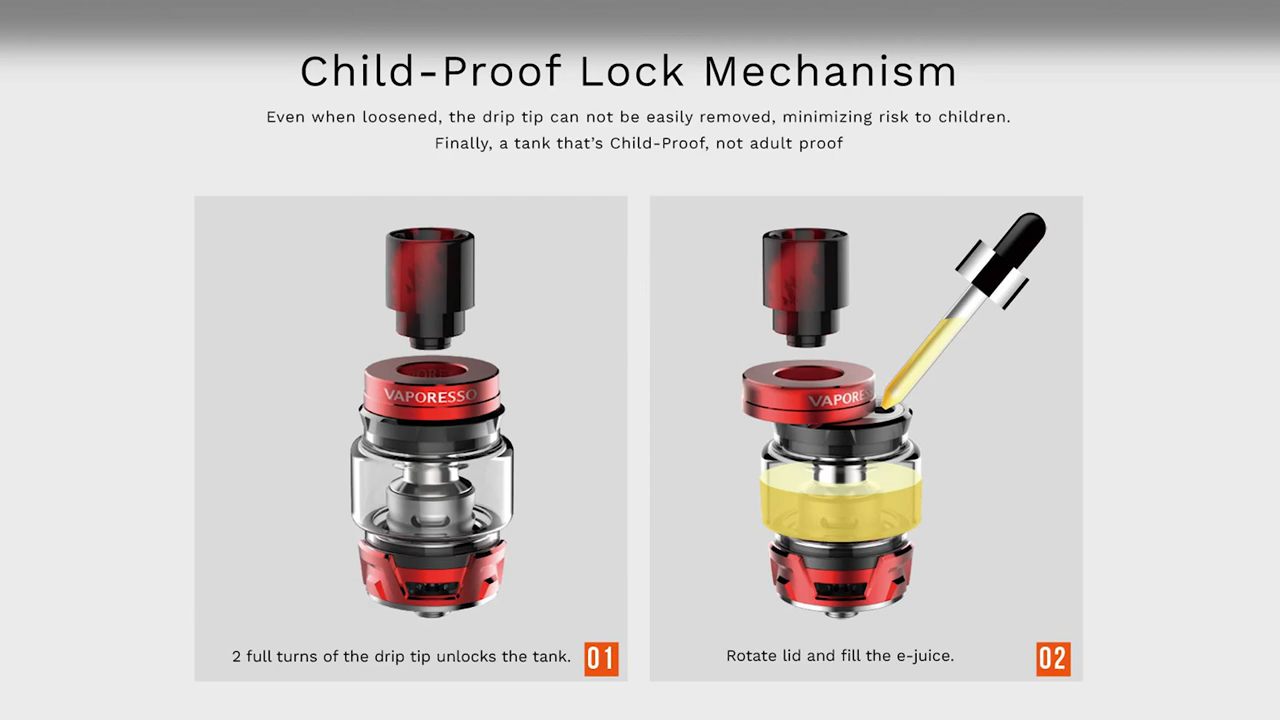 Child-Proof Lock Mechanism
Even when loosened, the drip tip can not be easily removed, minimizing risk to children.
Finally, a tank that’s Child-Proof, not adult proof
VAPORESSO
2 full turns of the drip tip unlocks the tank.
01
VAPORE
Rotate lid and fill the e-juice.
02